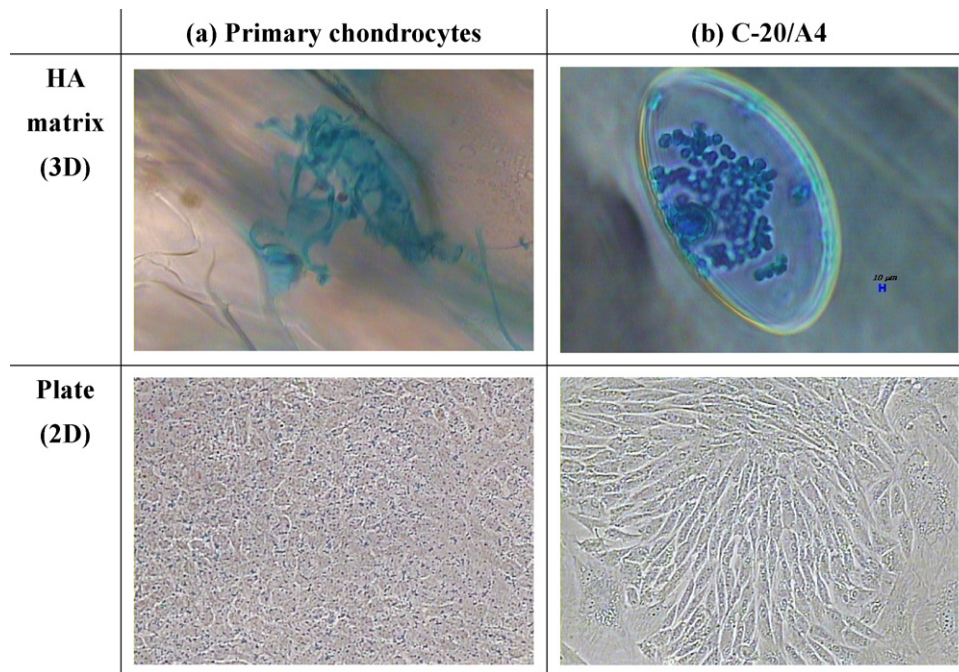 (a) Primary chondrocytes
(b) C-20/A4
HA
matrix
(3D)
10 µm
Plate
(2D)